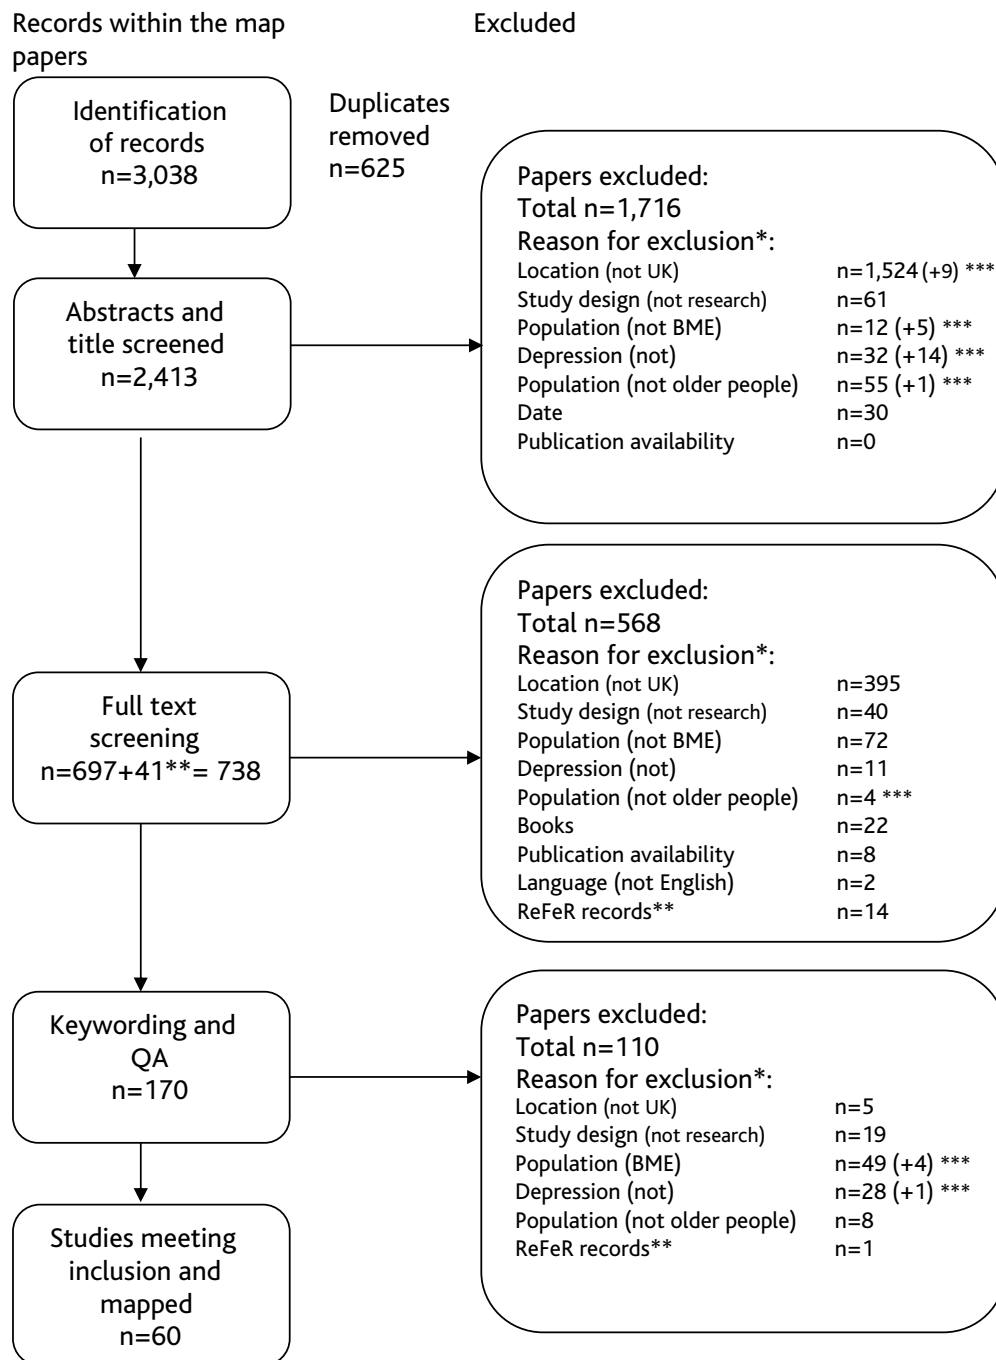 Records within the map
papers
Excluded
Identification
of records
n=3,038
Duplicates
removed
n=625
Papers excluded:
Total n=1,716
Reason for exclusion*:
Location (not UK) n=1,524 (+9) ***
Study design (not research) n=61
Population (not BME) n=12 (+5) ***
Depression (not) n=32 (+14) ***
Population (not older people) n=55 (+1) ***
Date n=30
Publication availability n=0
Abstracts and
title screened
n=2,413
Papers excluded:
Total n=568
Reason for exclusion*:
Location (not UK) n=395
Study design (not research) n=40
Population (not BME) n=72
Depression (not) n=11
Population (not older people) n=4 ***
Books n=22
Publication availability n=8
Language (not English) n=2
ReFeR records** n=14
Full text
screening
n=697+41**= 738
Keywording and
QA
n=170
Papers excluded:
Total n=110
Reason for exclusion*:
Location (not UK) n=5
Study design (not research) n=19
Population (BME) n=49 (+4) ***
Depression (not) n=28 (+1) ***
Population (not older people) n=8
ReFeR records** n=1
Studies meeting
inclusion and
mapped
n=60